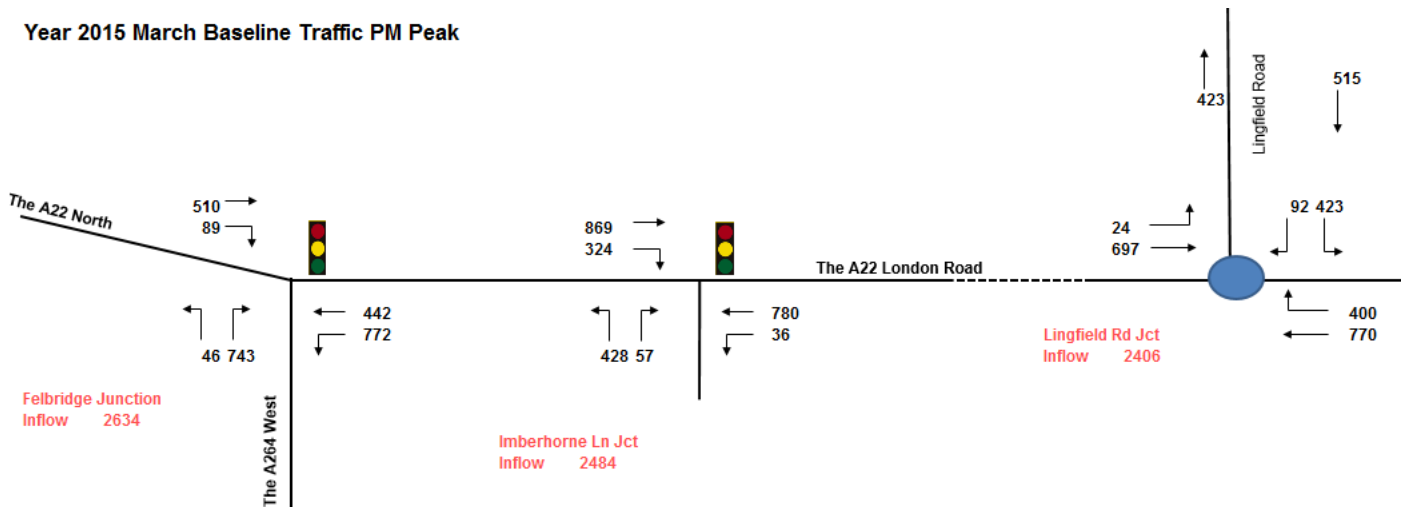 Year 2015 March Baseline Traffic PM Peak
Lingfield Road
423
515
The A22 North
510
89
869
324
24
697
92 423
The A22 London Road
442
772
46 743
780
36
428 57
400
770
Lingfield Rd Jct
Inflow 2406
Felbridge Junction
Inflow 2634
The A264 West
Imberhorne Ln Jct
Inflow 2484